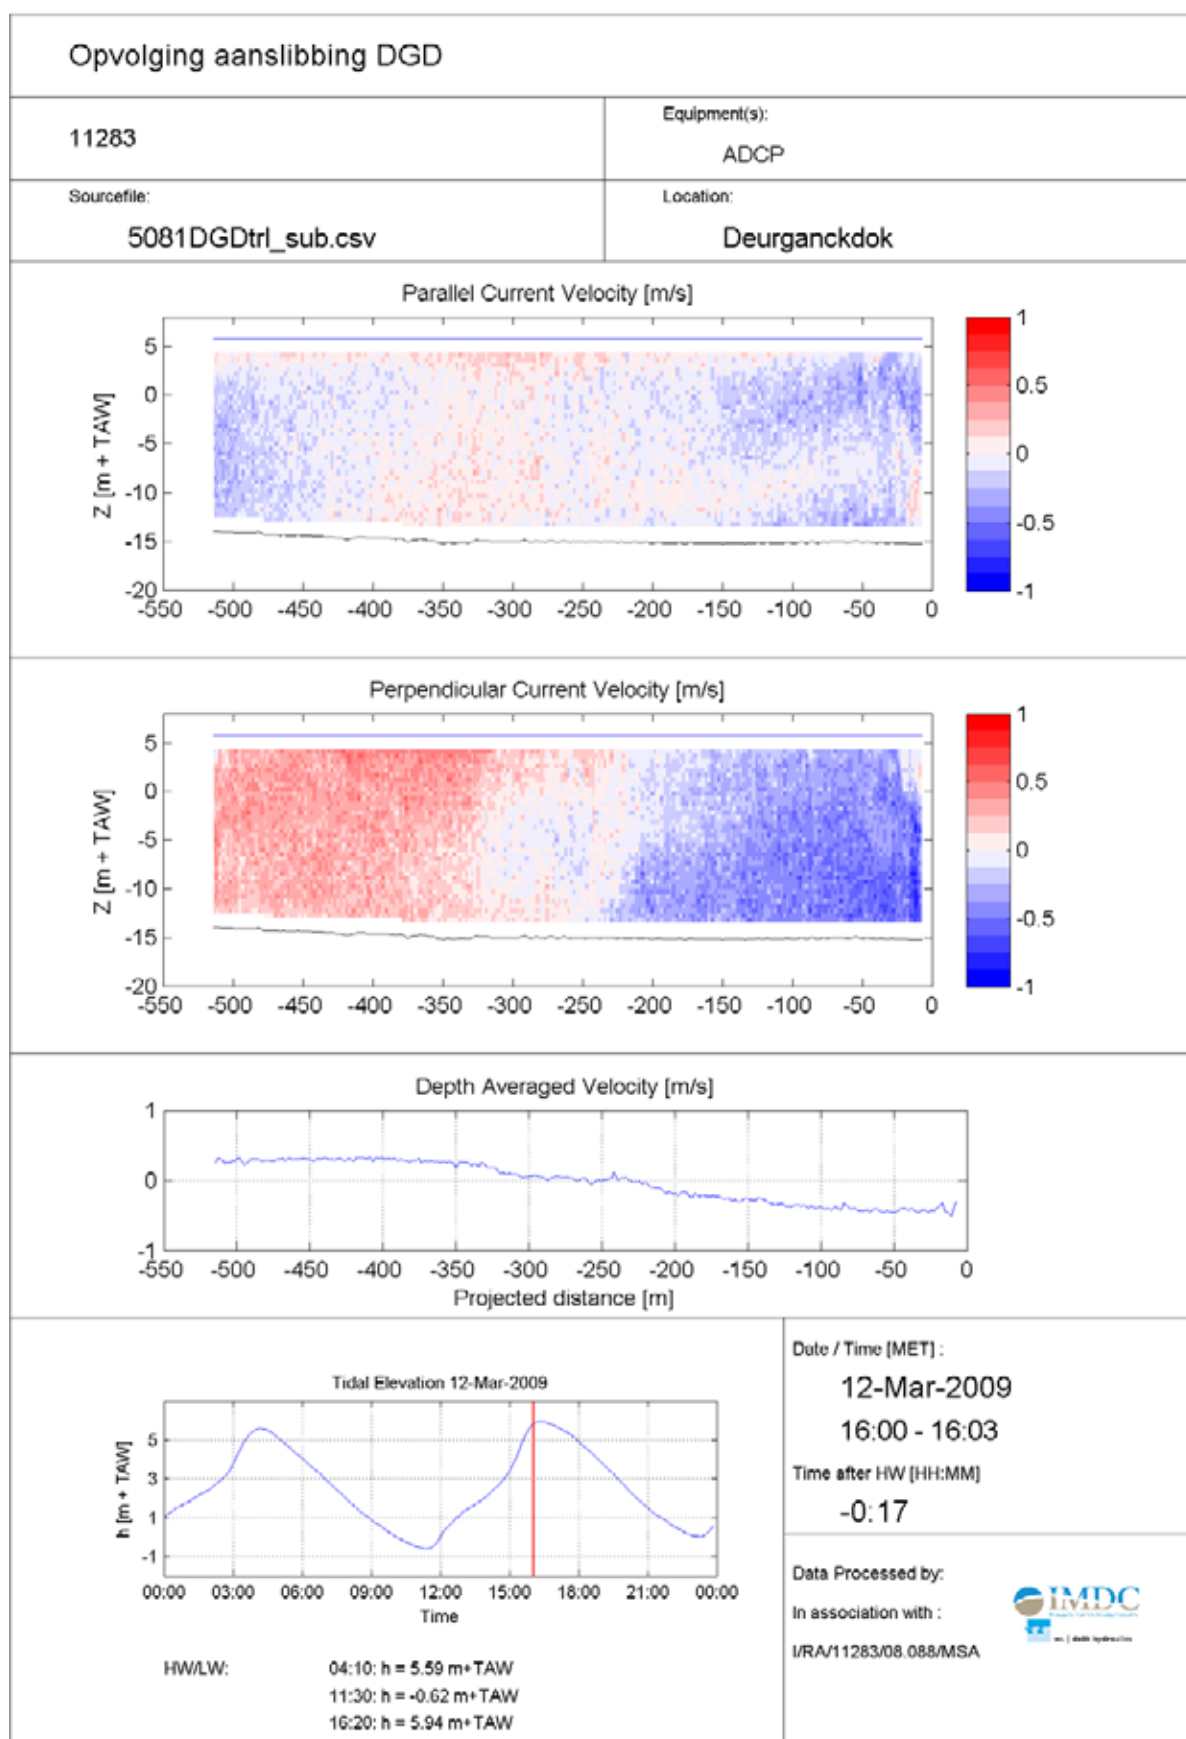 Opvolging aanslibbing DGD
11283
Equipment(s):
ADCP
Sourcefile:
5081DGDtrl_sub.csv
Location:
Deurganckdok
Parallel Current Velocity [m/s]
Z [m + TAW]
5
0
-5
-10
-15
-20
-550 -500 -450 -400 -350 -300 -250 -200 -150 -100 -50 0
1
0.5
0
-0.5
-1
Perpendicular Current Velocity [m/s]
Z [m + TAW]
5
0
-5
-10
-15
-20
-550 -500 -450 -400 -350 -300 -250 -200 -150 -100 -50 0
1
0.5
0
-0.5
-1
Depth Averaged Velocity [m/s]
1
0
-1
-550 -500 -450 -400 -350 -300 -250 -200 -150 -100 -50 0
Projected distance [m]
Tidal Elevation 12-Mar-2009
h [m + TAW]
5
3
1
-1
00:00 03:00 06:00 09:00 12:00 15:00 18:00 21:00 00:00
Time
HW/LW:
04:10: h = 5.59 m+TAW
11:30: h = -0.62 m+TAW
16:20: h = 5.94 m+TAW
Date / Time [MET] :
12-Mar-2009
16:00 - 16:03
Time after HW [HH:MM]
-0:17
Data Processed by:
In association with :
I/RA/11283/08.088/MSA
IMDC
wL | delft hydraulics